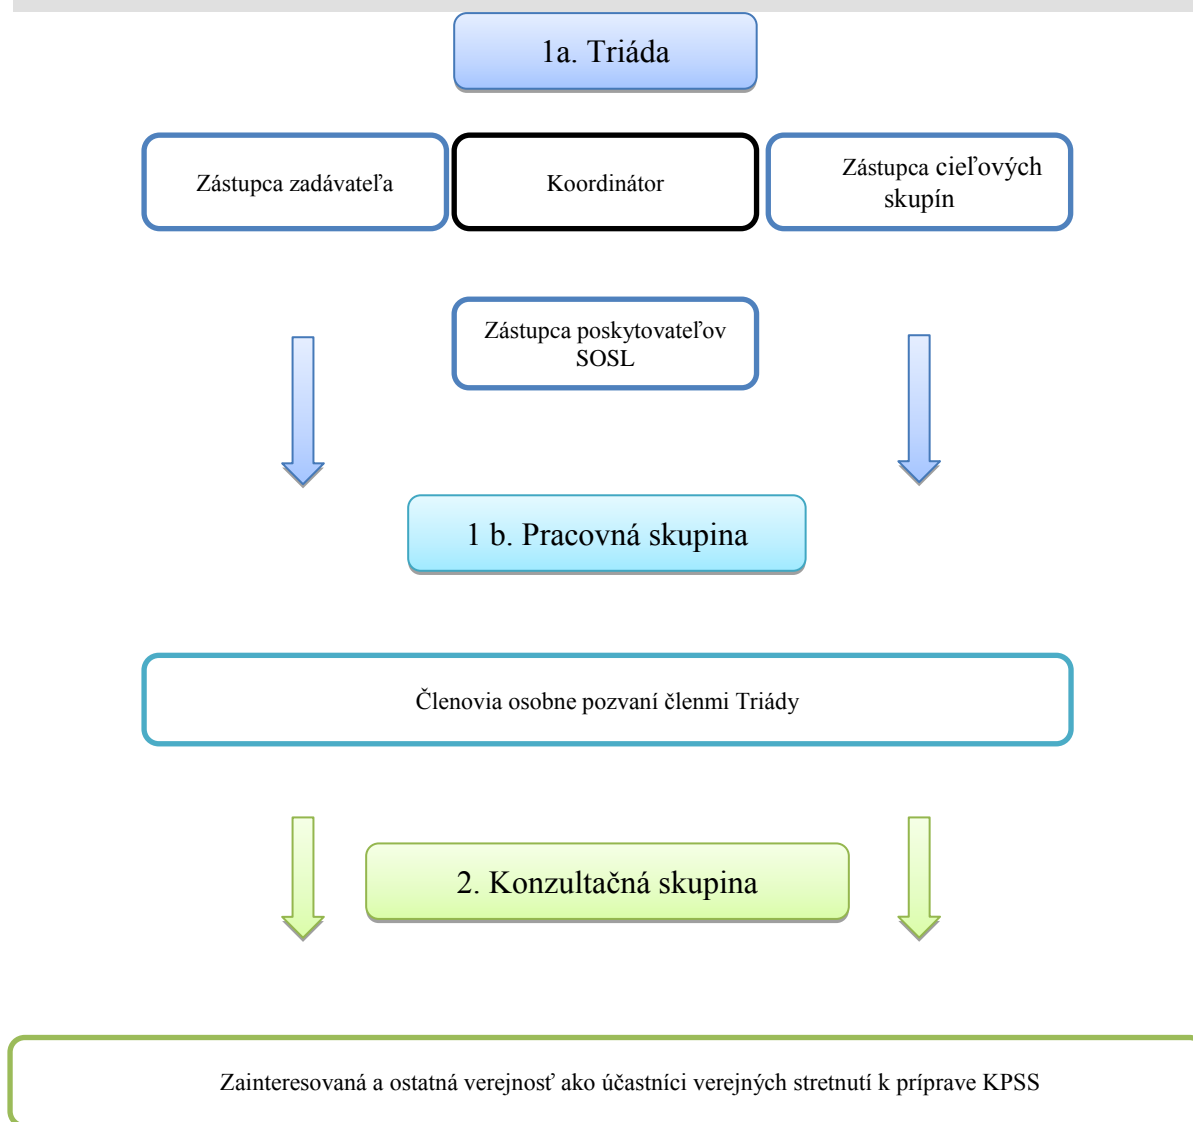 1a. Triáda
Zástupca zadávateľa
Koordinátor
Zástupca cieľových
skupín
Zástupca poskytovateľov
SOSL
1 b. Pracovná skupina
Členovia osobne pozvaní členmi Triády
2. Konzultačná skupina
Zainteresovaná a ostatná verejnosť ako účastníci verejných stretnutí k príprave KPSS